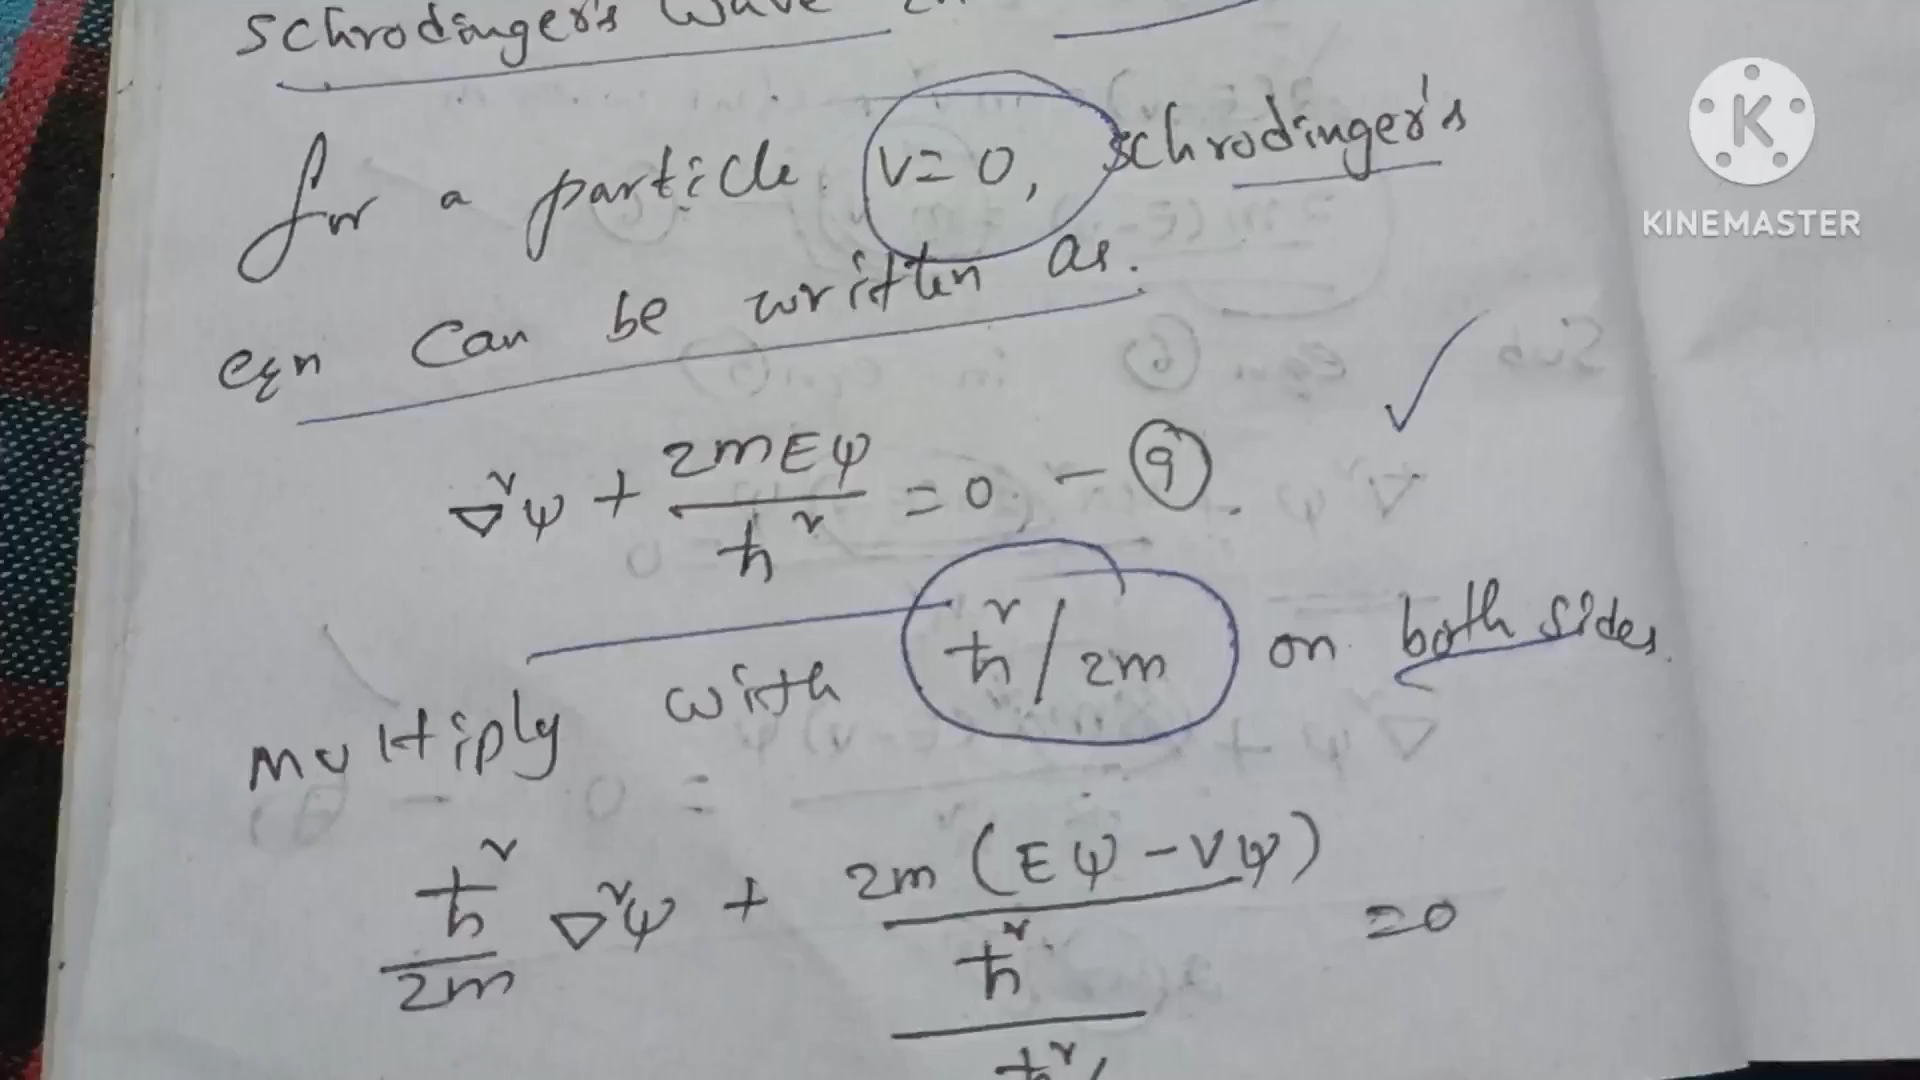 schrodinger's wave
for a particle V=0, schrodinger's
eqn can be written as.
∇²ψ + 2mEψ/ħ² = 0 - ⑨.
Multiply with ħ²/2m on both sides.
ħ²/2m ∇²ψ + 2m(Eψ - Vψ)/ħ² = 0
K
KINEMASTER